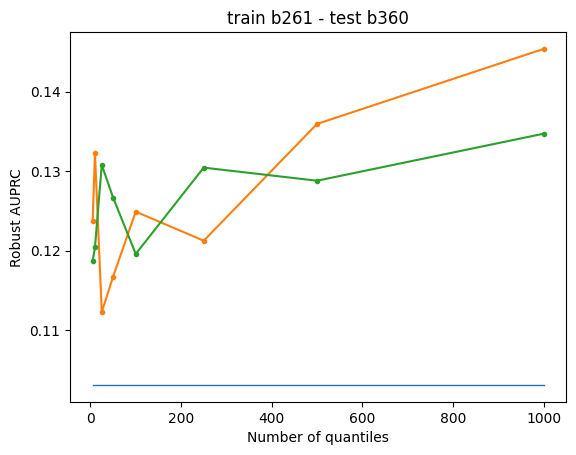 train b261 - test b360
Robust AUPRC
0.14
0.13
0.12
0.11
0 200 400 600 800 1000
Number of quantiles